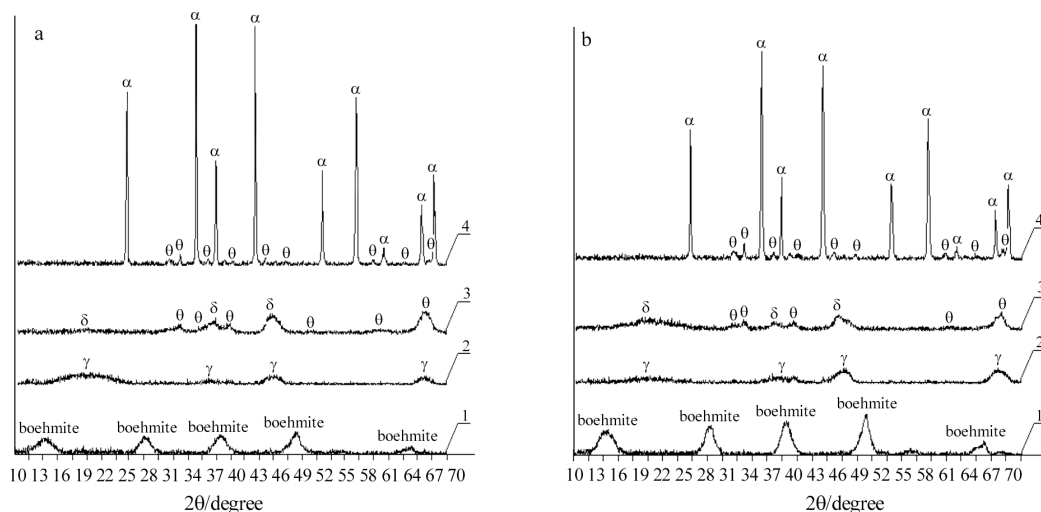 a
α
α
α
α
α
α
α
α
α
θ
θ
θ
θ
θ
θ
θ
θ
θ
4
δ
θ
θ
δ
θ
δ
θ
θ
θ
3
γ
γ
γ
γ
2
boehmite
boehmite
boehmite
boehmite
boehmite
1
10 13 16 19 22 25 28 31 34 37 40 43 46 49 52 55 58 61 64 67 70
2θ/degree
b
α
α
α
α
α
α
α
α
α
θ
θ
θ
θ
θ
θ
θ
θ
θ
4
δ
θ
θ
δ
θ
δ
θ
θ
3
γ
γ
γ
γ
2
boehmite
boehmite
boehmite
boehmite
boehmite
1
10 13 16 19 22 25 28 31 34 37 40 43 46 49 52 55 58 61 64 67 70
2θ/degree